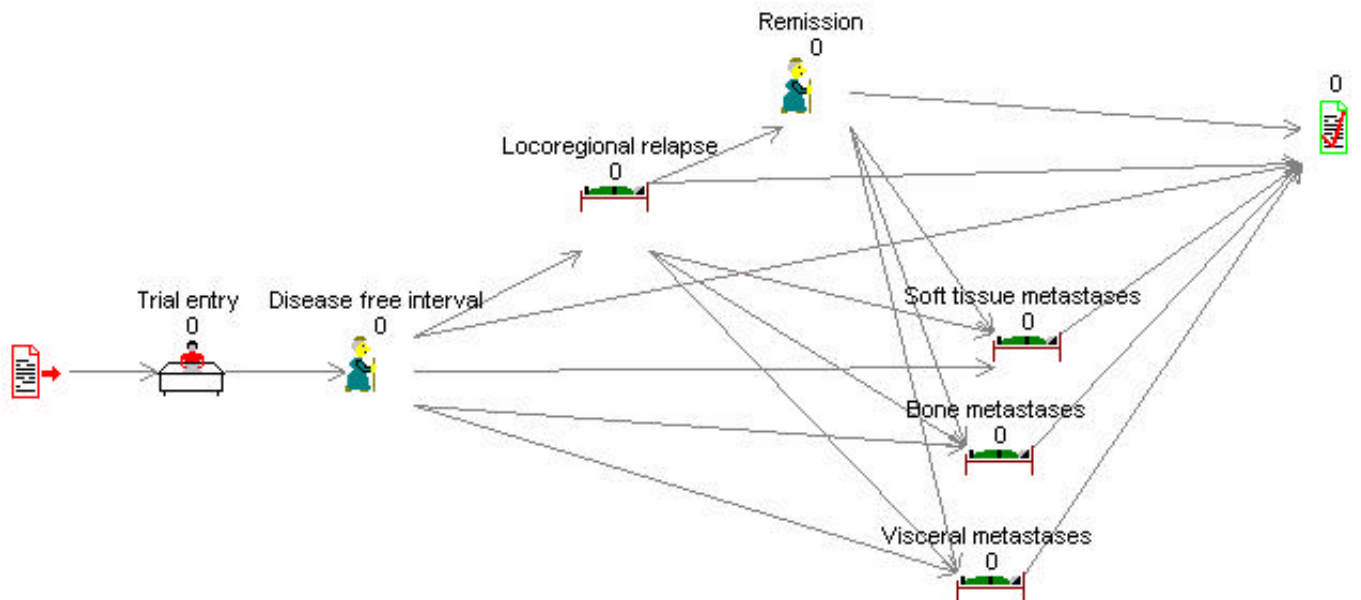 Remission
0
0
Locoregional relapse
0
Trial entry
0
Disease free interval
0
Soft tissue metastases
0
Bone metastases
0
Visceral metastases
0